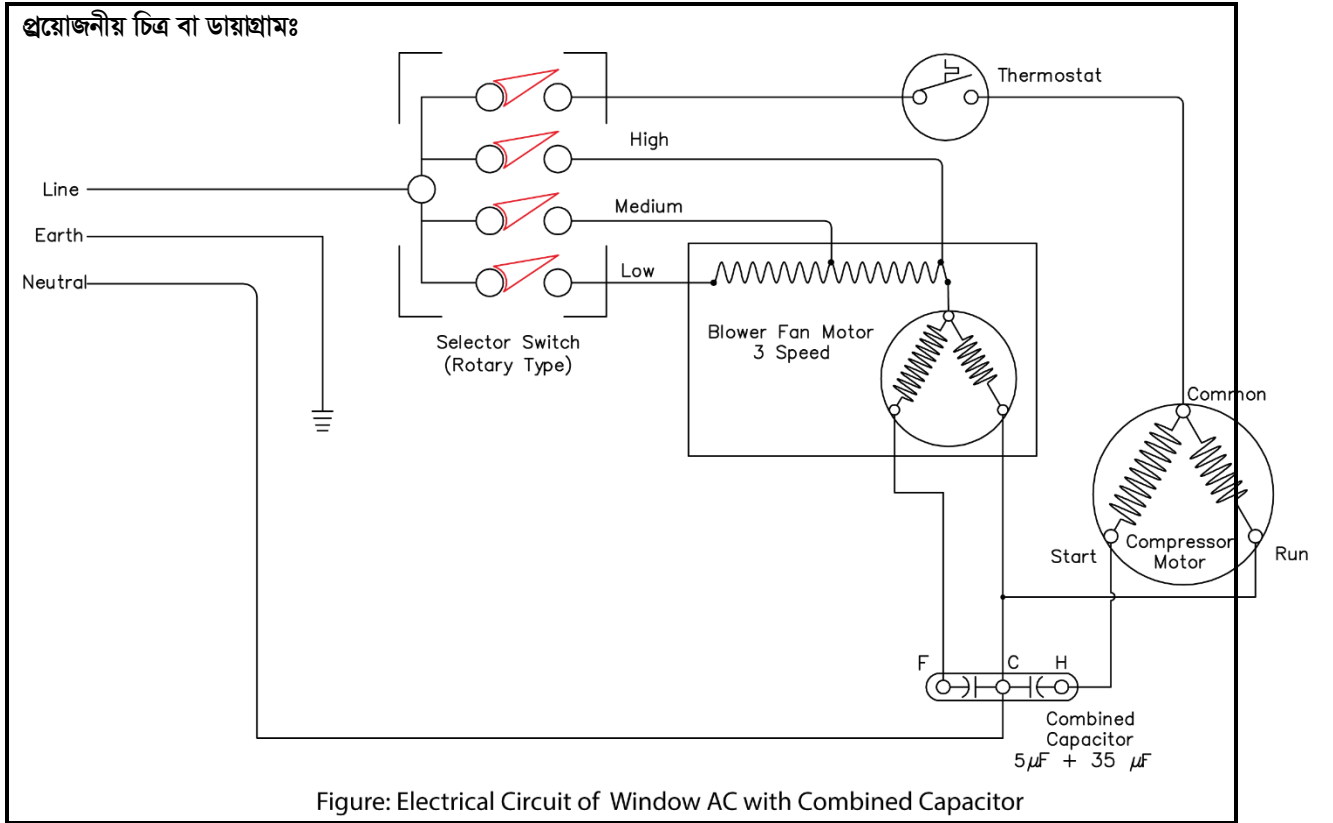 প্রয়োজনীয় চিত্র বা ডায়াগ্রামঃ
Thermostat
High
Line
Medium
Earth
Low
Neutral
Selector Switch
(Rotary Type)
Blower Fan Motor
3 Speed
Common
Start
Compressor
Motor
Run
F
C
H
Combined
Capacitor
5µF + 35 µF
Figure: Electrical Circuit of Window AC with Combined Capacitor